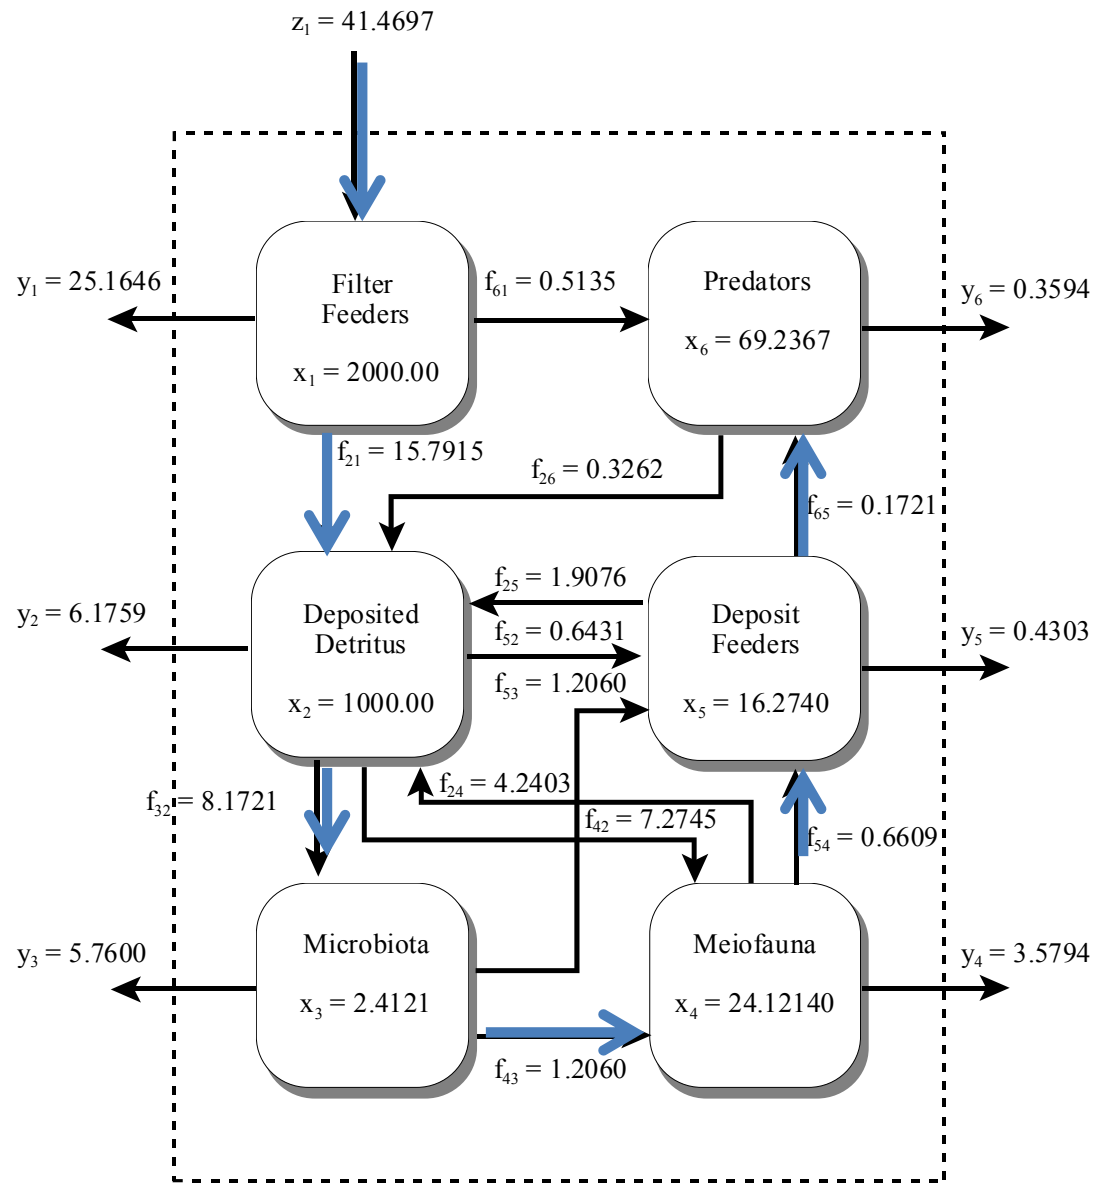 z₁ = 41.4697
y₁ = 25.1646
Filter
Feeders
x₁ = 2000.00
f₆₁ = 0.5135
Predators
x₆ = 69.2367
y₆ = 0.3594
f₂₁ = 15.7915
f₂₆ = 0.3262
f₆₅ = 0.1721
y₂ = 6.1759
Deposited
Detritus
x₂ = 1000.00
f₂₅ = 1.9076
f₅₂ = 0.6431
f₅₃ = 1.2060
Deposit
Feeders
x₅ = 16.2740
y₅ = 0.4303
f₃₂ = 8.1721
f₂₄ = 4.2403
f₄₂ = 7.2745
f₅₄ = 0.6609
y₃ = 5.7600
Microbiota
x₃ = 2.4121
f₄₃ = 1.2060
Meiofauna
x₄ = 24.12140
y₄ = 3.5794